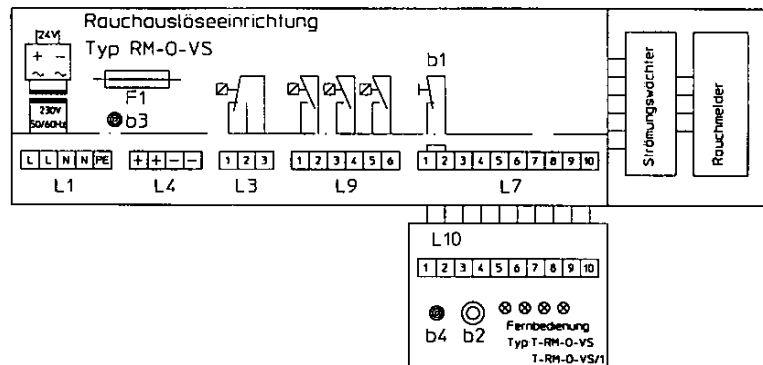 Rauchauslöseeinrichtung
24V
Typ RM-O-VS
+ -
~ ~
F1
b1
230V
50/60Hz
b3
Strömungswächter
Rauchmelder
L L N N PE
+ + - -
1 2 3
1 2 3 4 5 6
1 2 3 4 5 6 7 8 9 10
L1
L4
L3
L9
L7
L10
1 2 3 4 5 6 7 8 9 10
b4
b2
Fernbedienung
Typ:T-RM-O-VS
T-RM-O-VS/1